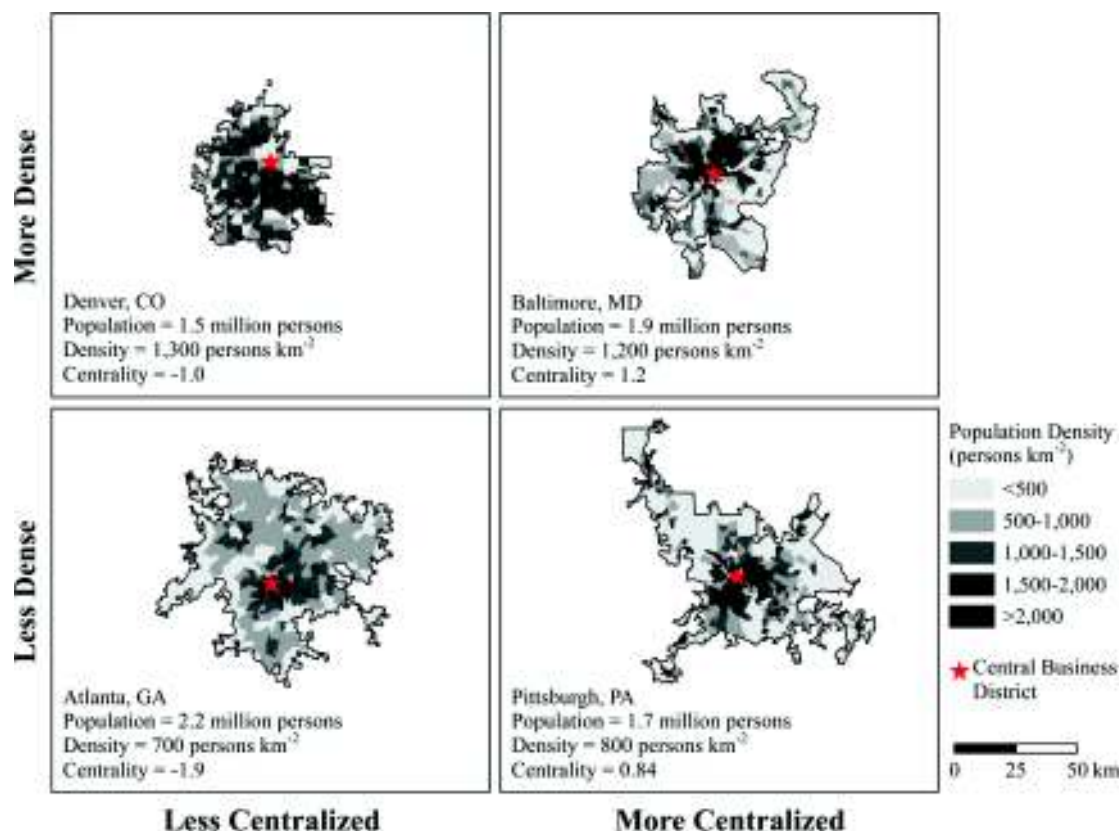 More Dense
Denver, CO
Population = 1.5 million persons
Density = 1,300 persons km⁻²
Centrality = -1.0
Baltimore, MD
Population = 1.9 million persons
Density = 1,200 persons km⁻²
Centrality = 1.2
Less Dense
Atlanta, GA
Population = 2.2 million persons
Density = 700 persons km⁻²
Centrality = -1.9
Pittsburgh, PA
Population = 1.7 million persons
Density = 800 persons km⁻²
Centrality = 0.84
Population Density
(persons km⁻²)
<500
500-1,000
1,000-1,500
1,500-2,000
>2,000
Central Business
District
0 25 50 km
Less Centralized
More Centralized